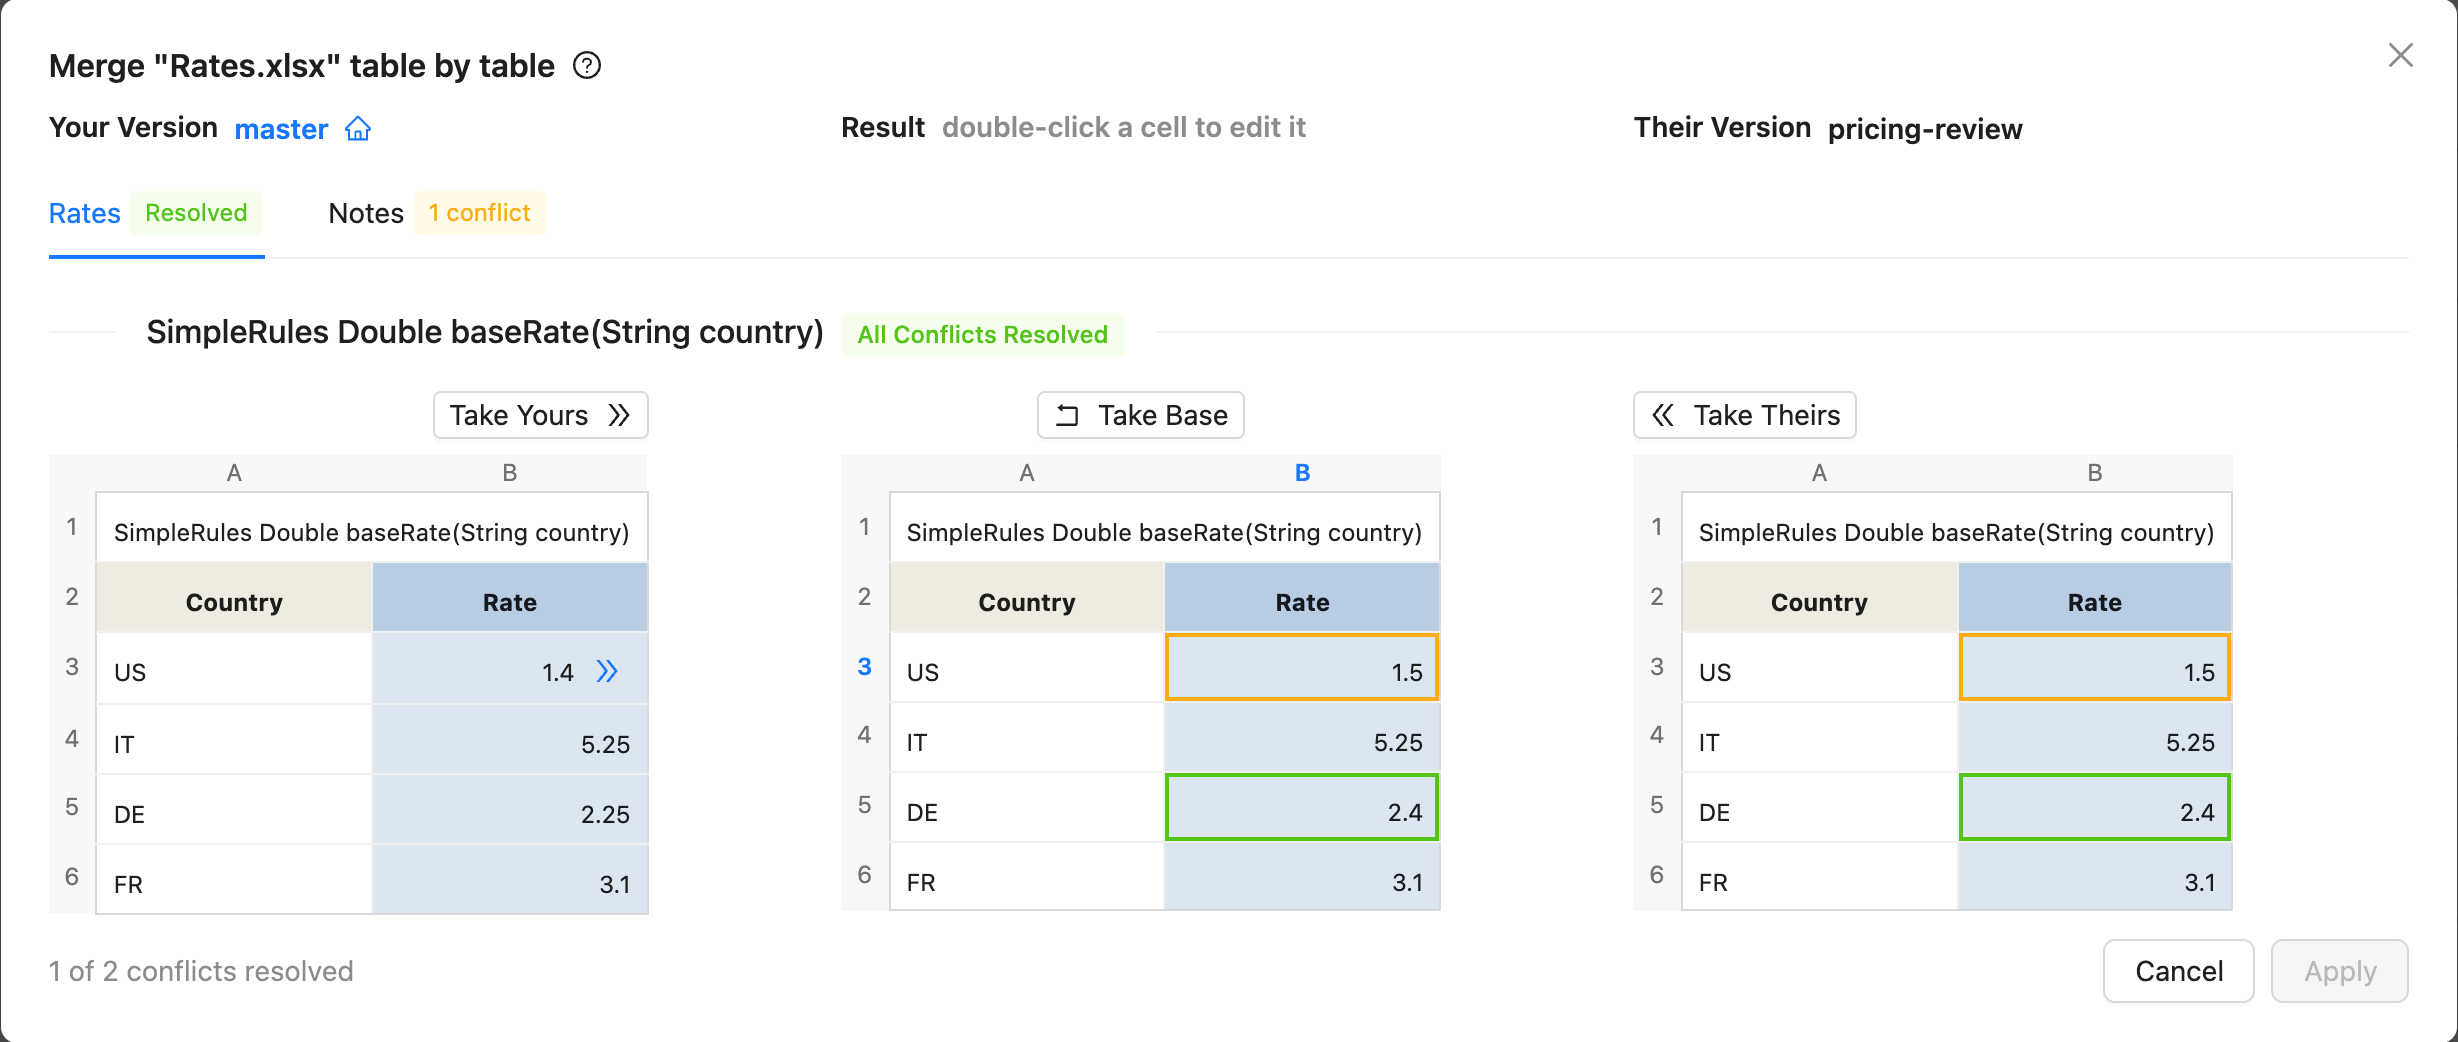 Merge "Rates.xlsx" table by table
Your Version master
Result double-click a cell to edit it
Their Version pricing-review
Rates Resolved
Notes 1 conflict
SimpleRules Double baseRate(String country) All Conflicts Resolved
Take Yours
A B
1 SimpleRules Double baseRate(String country)
2 Country Rate
3 US 1.4
4 IT 5.25
5 DE 2.25
6 FR 3.1
Take Base
A B
1 SimpleRules Double baseRate(String country)
2 Country Rate
3 US 1.5
4 IT 5.25
5 DE 2.4
6 FR 3.1
Take Theirs
A B
1 SimpleRules Double baseRate(String country)
2 Country Rate
3 US 1.5
4 IT 5.25
5 DE 2.4
6 FR 3.1
1 of 2 conflicts resolved
Cancel
Apply